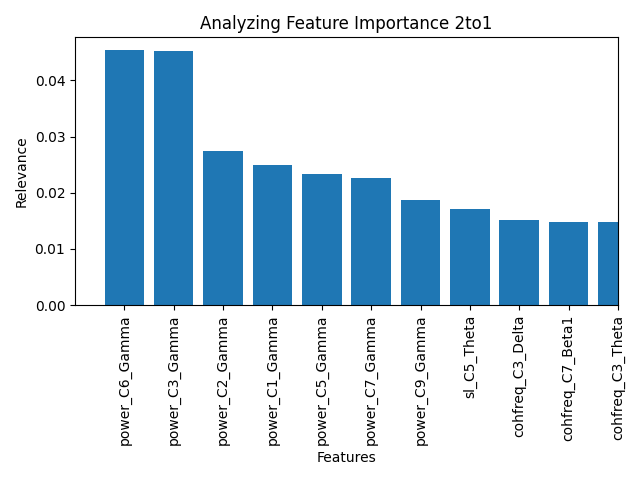 Analyzing Feature Importance 2to1
Relevance
0.04
0.03
0.02
0.01
0.00
power_C6_Gamma
power_C3_Gamma
power_C2_Gamma
power_C1_Gamma
power_C5_Gamma
power_C7_Gamma
power_C9_Gamma
sl_C5_Theta
cohfreq_C3_Delta
cohfreq_C7_Beta1
cohfreq_C3_Theta
Features